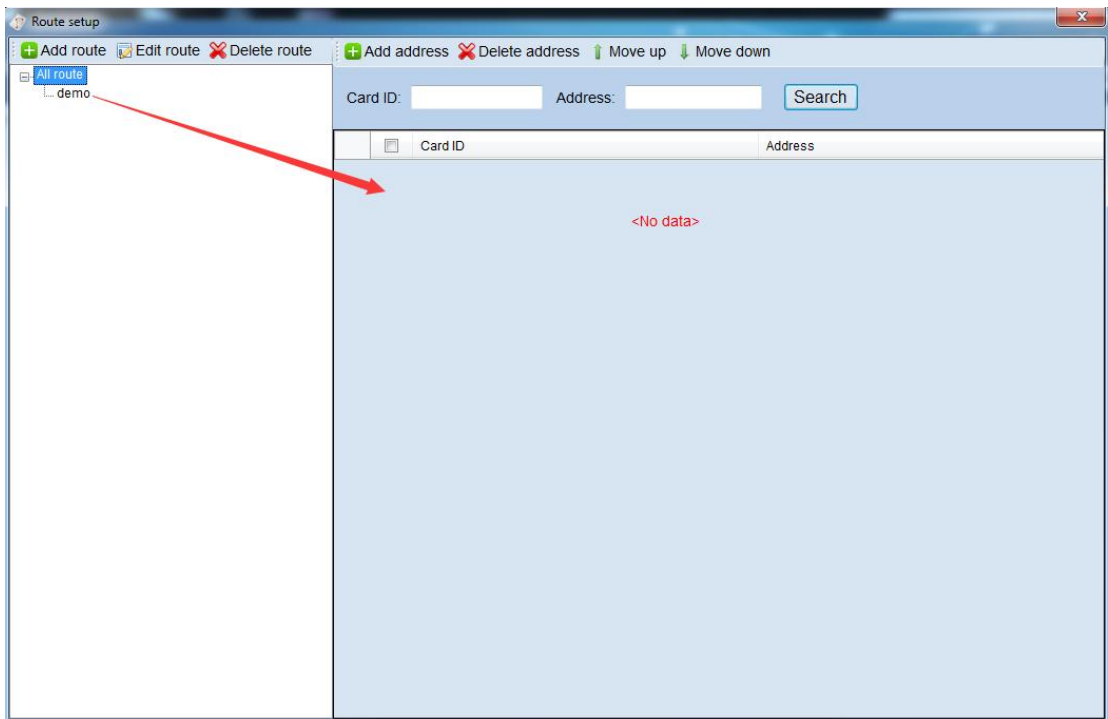 Route setup
Add route Edit route Delete route Add address Delete address Move up Move down
All route
demo
Card ID: Address: Search
Card ID Address
<No data>